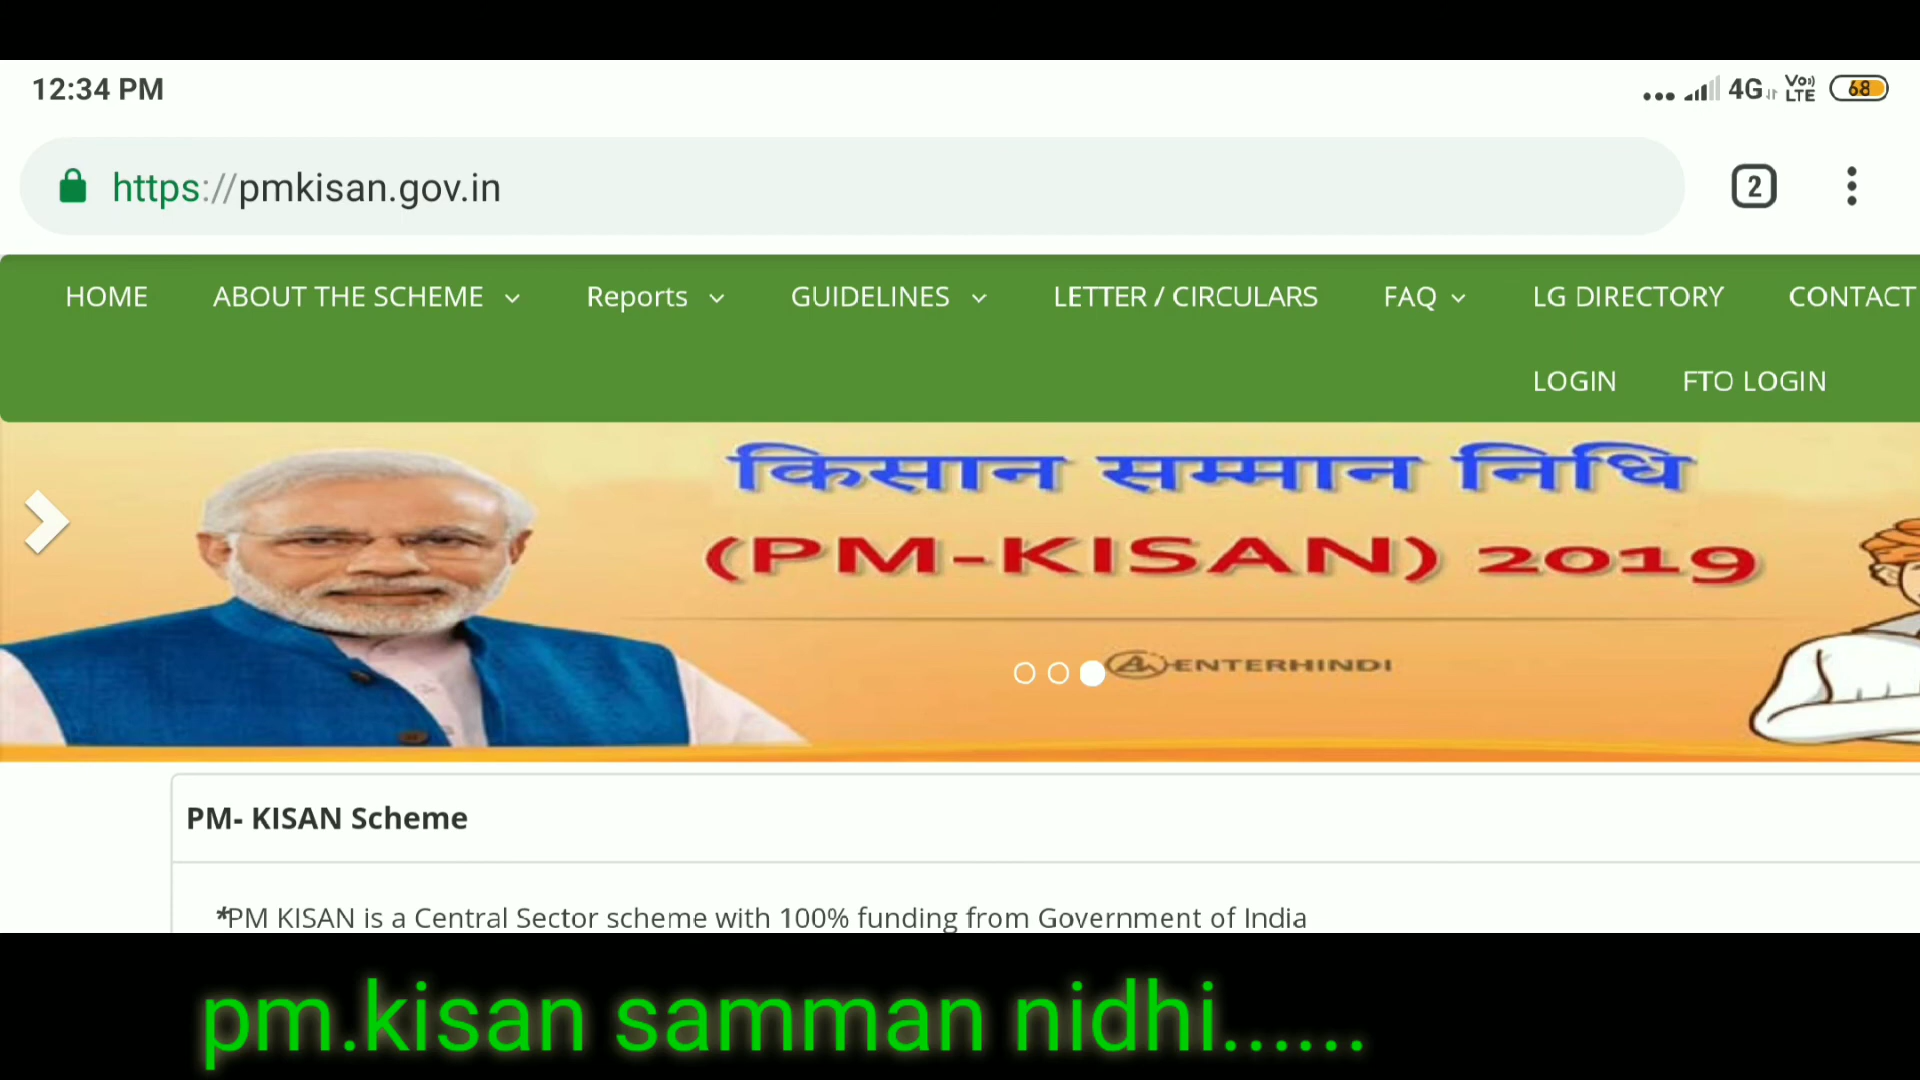 12:34 PM
4G Vo)) LTE 68
https://pmkisan.gov.in
2
HOME ABOUT THE SCHEME Reports GUIDELINES LETTER / CIRCULARS FAQ LG DIRECTORY CONTACT
LOGIN FTO LOGIN
किसान सम्मान निधि
(PM-KISAN) 2019
ENTERHINDI
PM- KISAN Scheme
*PM KISAN is a Central Sector scheme with 100% funding from Government of India
pm.kisan samman nidhi......